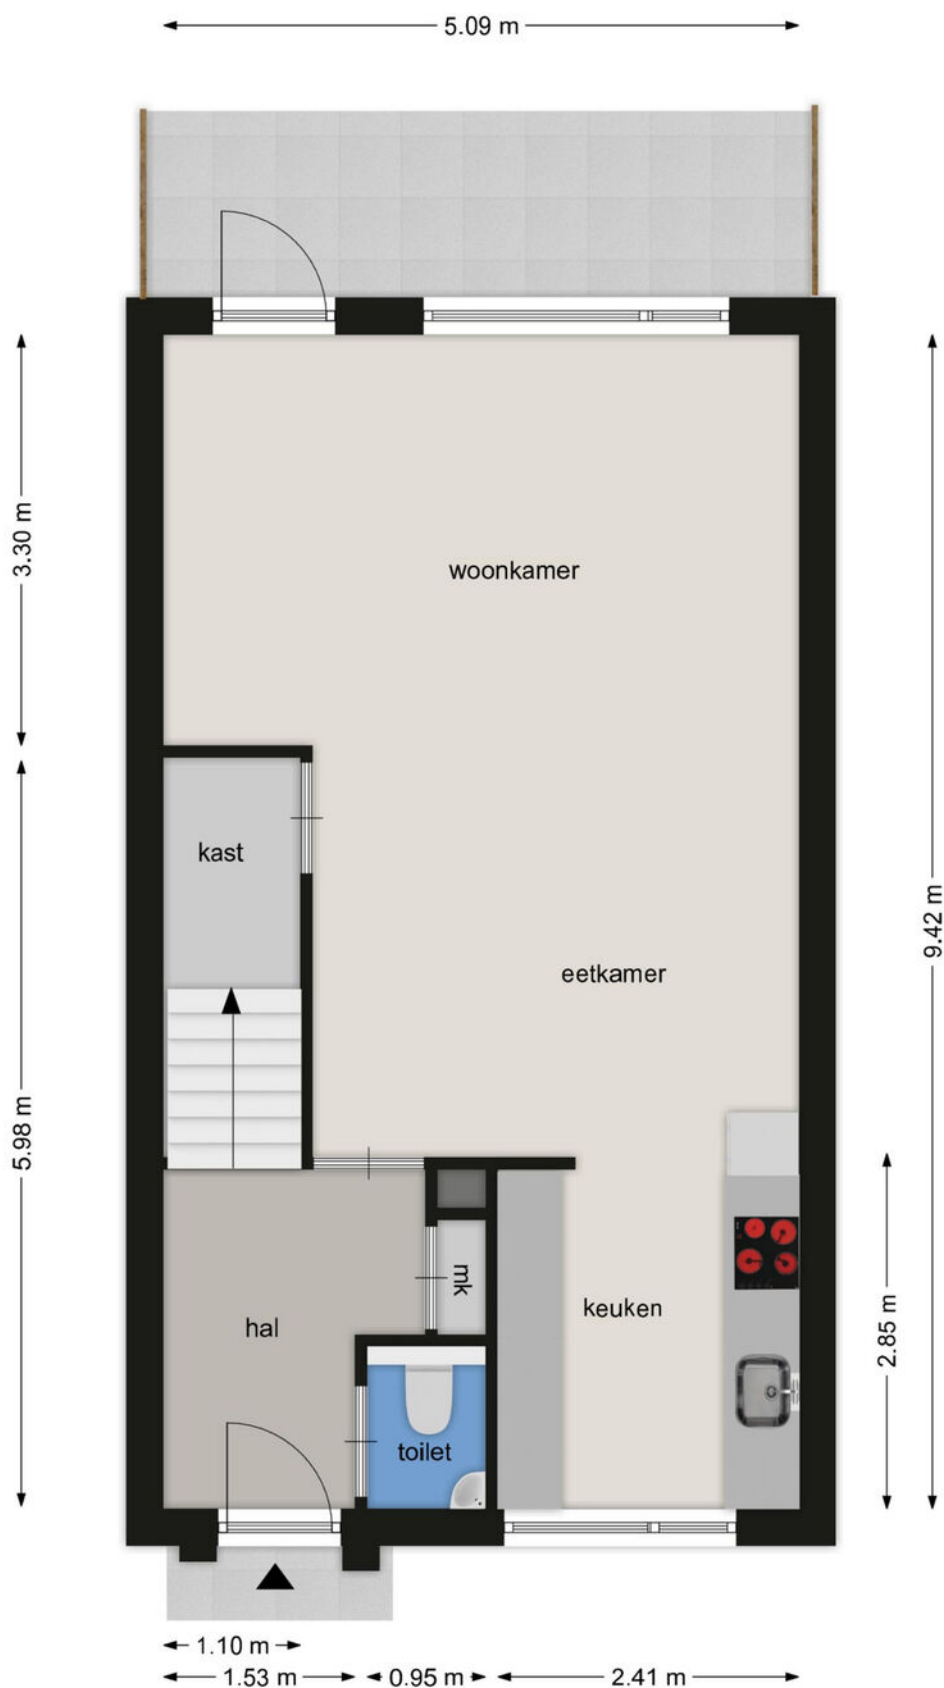 5.09 m
3.30 m
woonkamer
kast
9.42 m
eetkamer
5.98 m
mk
keuken
hal
2.85 m
toilet
1.10 m
1.53 m
0.95 m
2.41 m